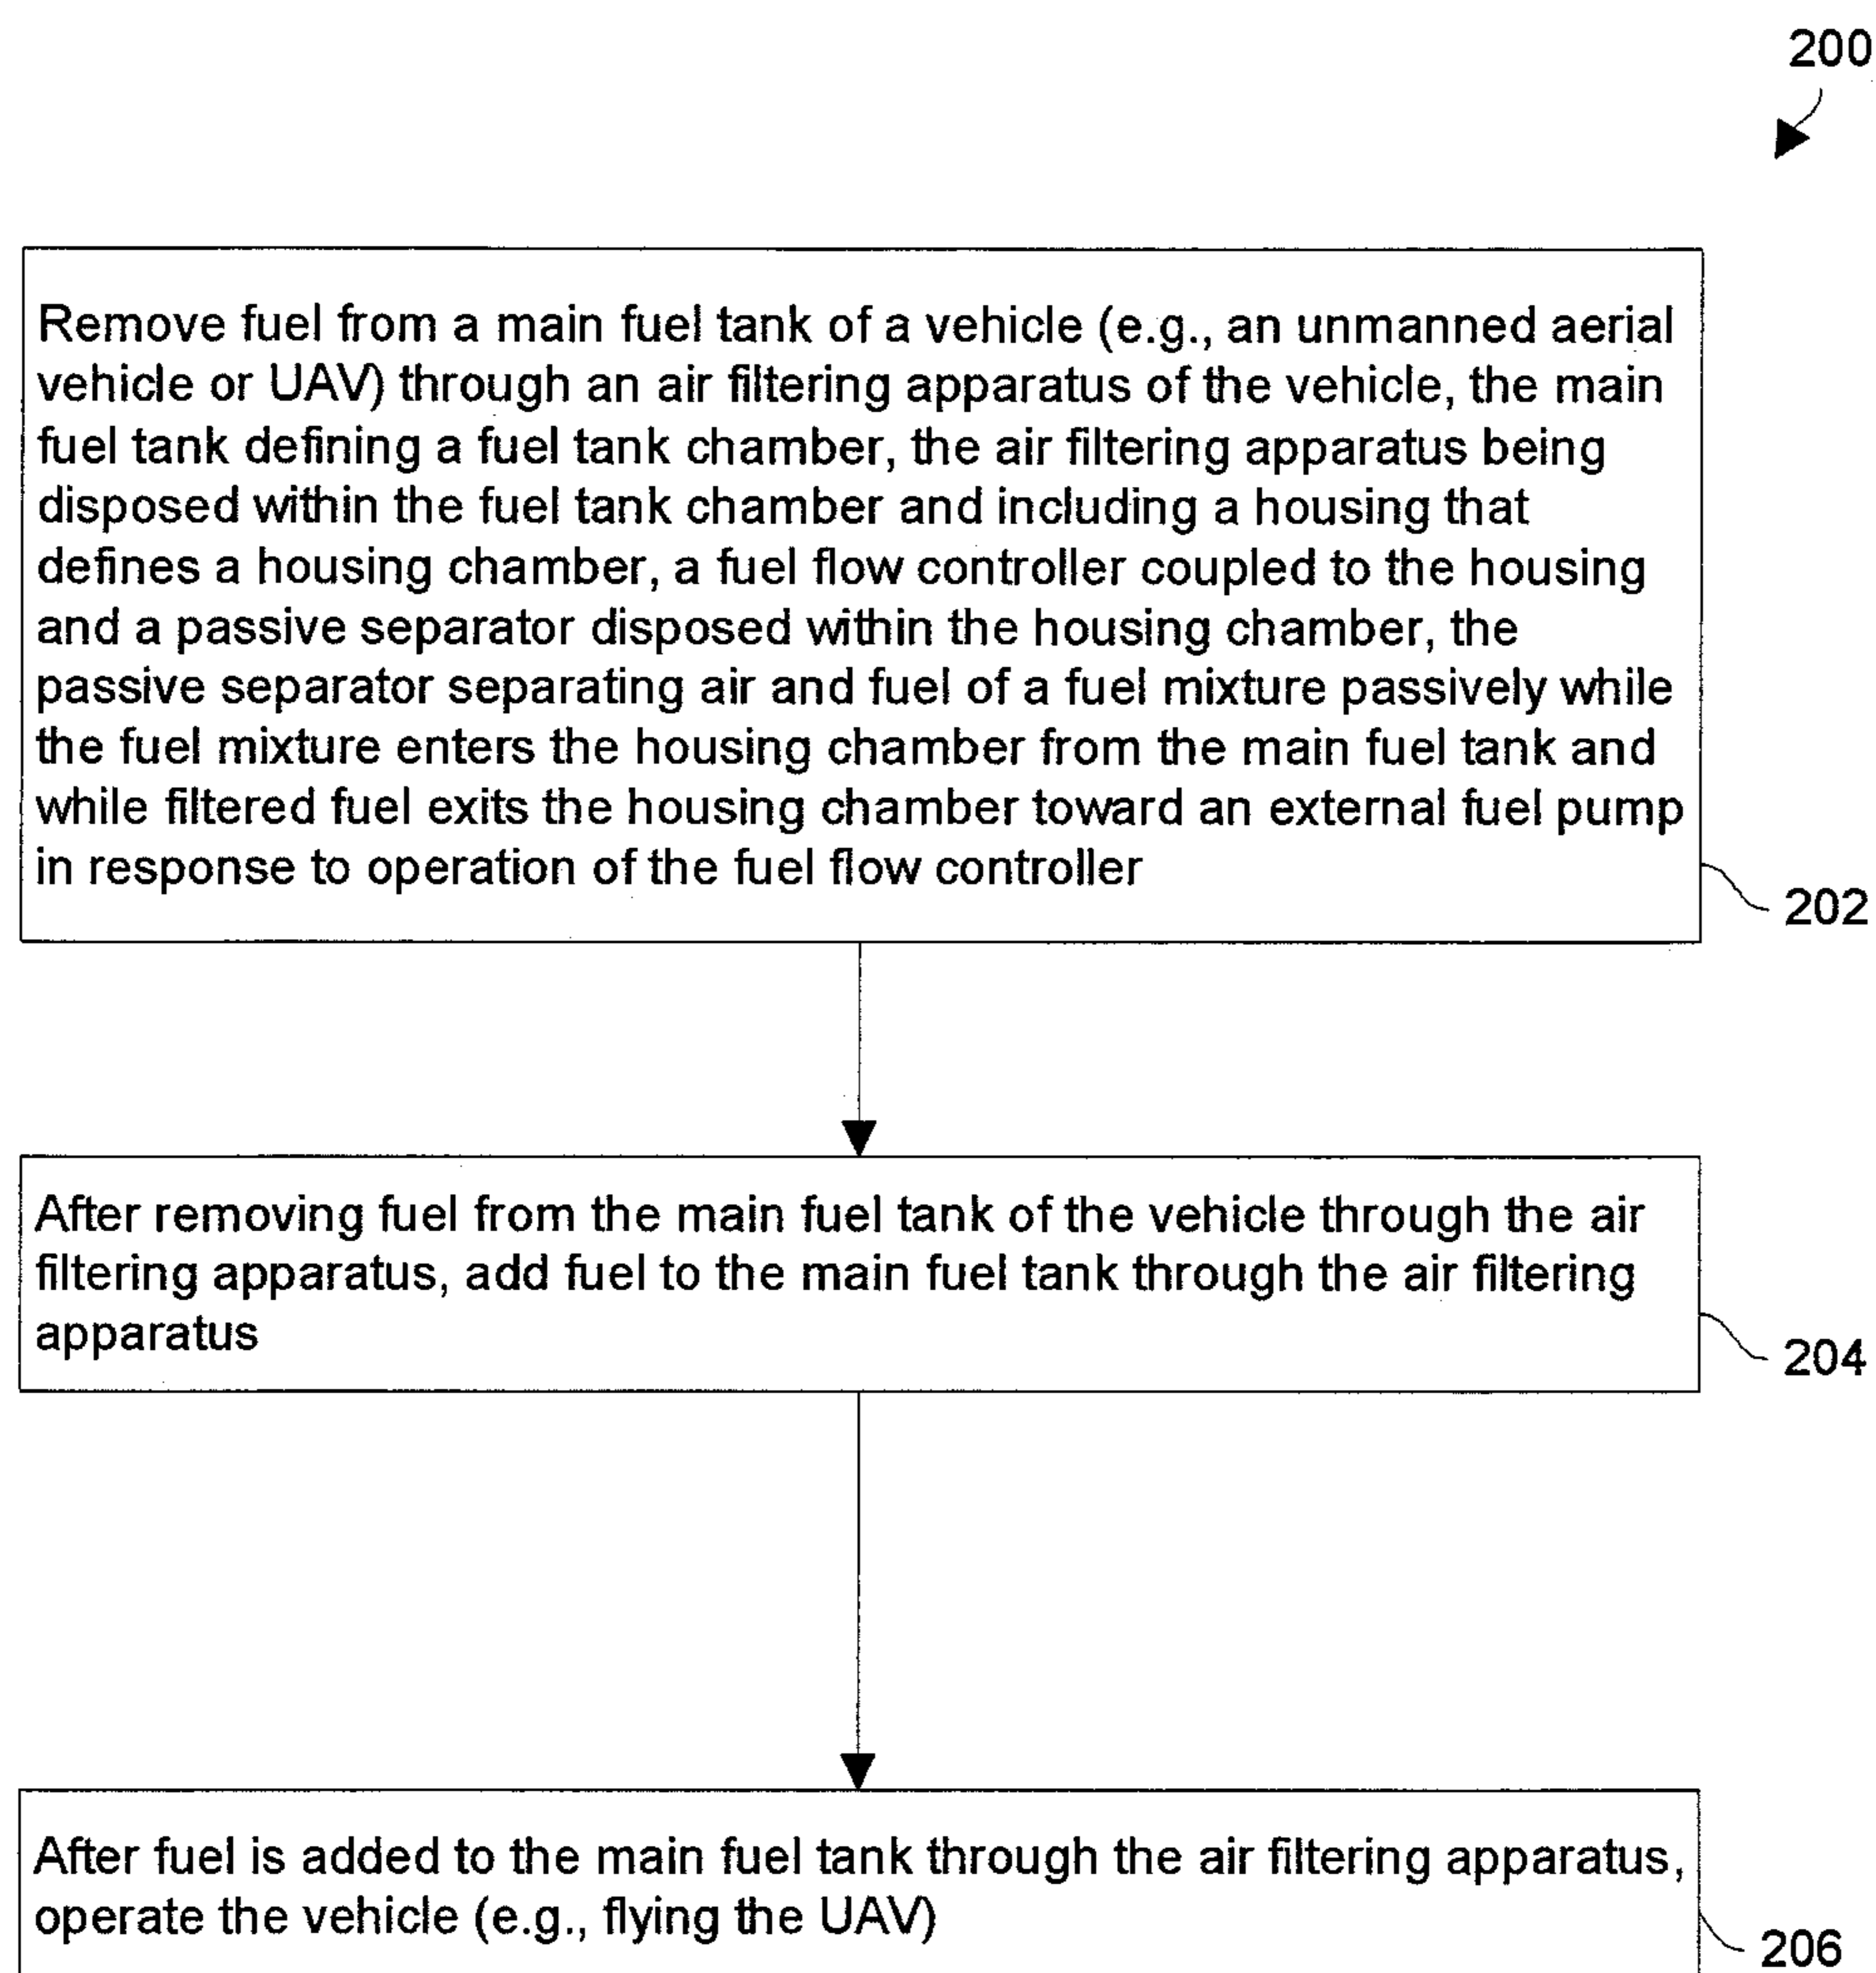 200
Remove fuel from a main fuel tank of a vehicle (e.g., an unmanned aerial
vehicle or UAV) through an air filtering apparatus of the vehicle, the main
fuel tank defining a fuel tank chamber, the air filtering apparatus being
disposed within the fuel tank chamber and including a housing that
defines a housing chamber, a fuel flow controller coupled to the housing
and a passive separator disposed within the housing chamber, the
passive separator separating air and fuel of a fuel mixture passively while
the fuel mixture enters the housing chamber from the main fuel tank and
while filtered fuel exits the housing chamber toward an external fuel pump
in response to operation of the fuel flow controller
202
After removing fuel from the main fuel tank of the vehicle through the air
filtering apparatus, add fuel to the main fuel tank through the air filtering
apparatus
204
After fuel is added to the main fuel tank through the air filtering apparatus,
operate the vehicle (e.g., flying the UAV)
206